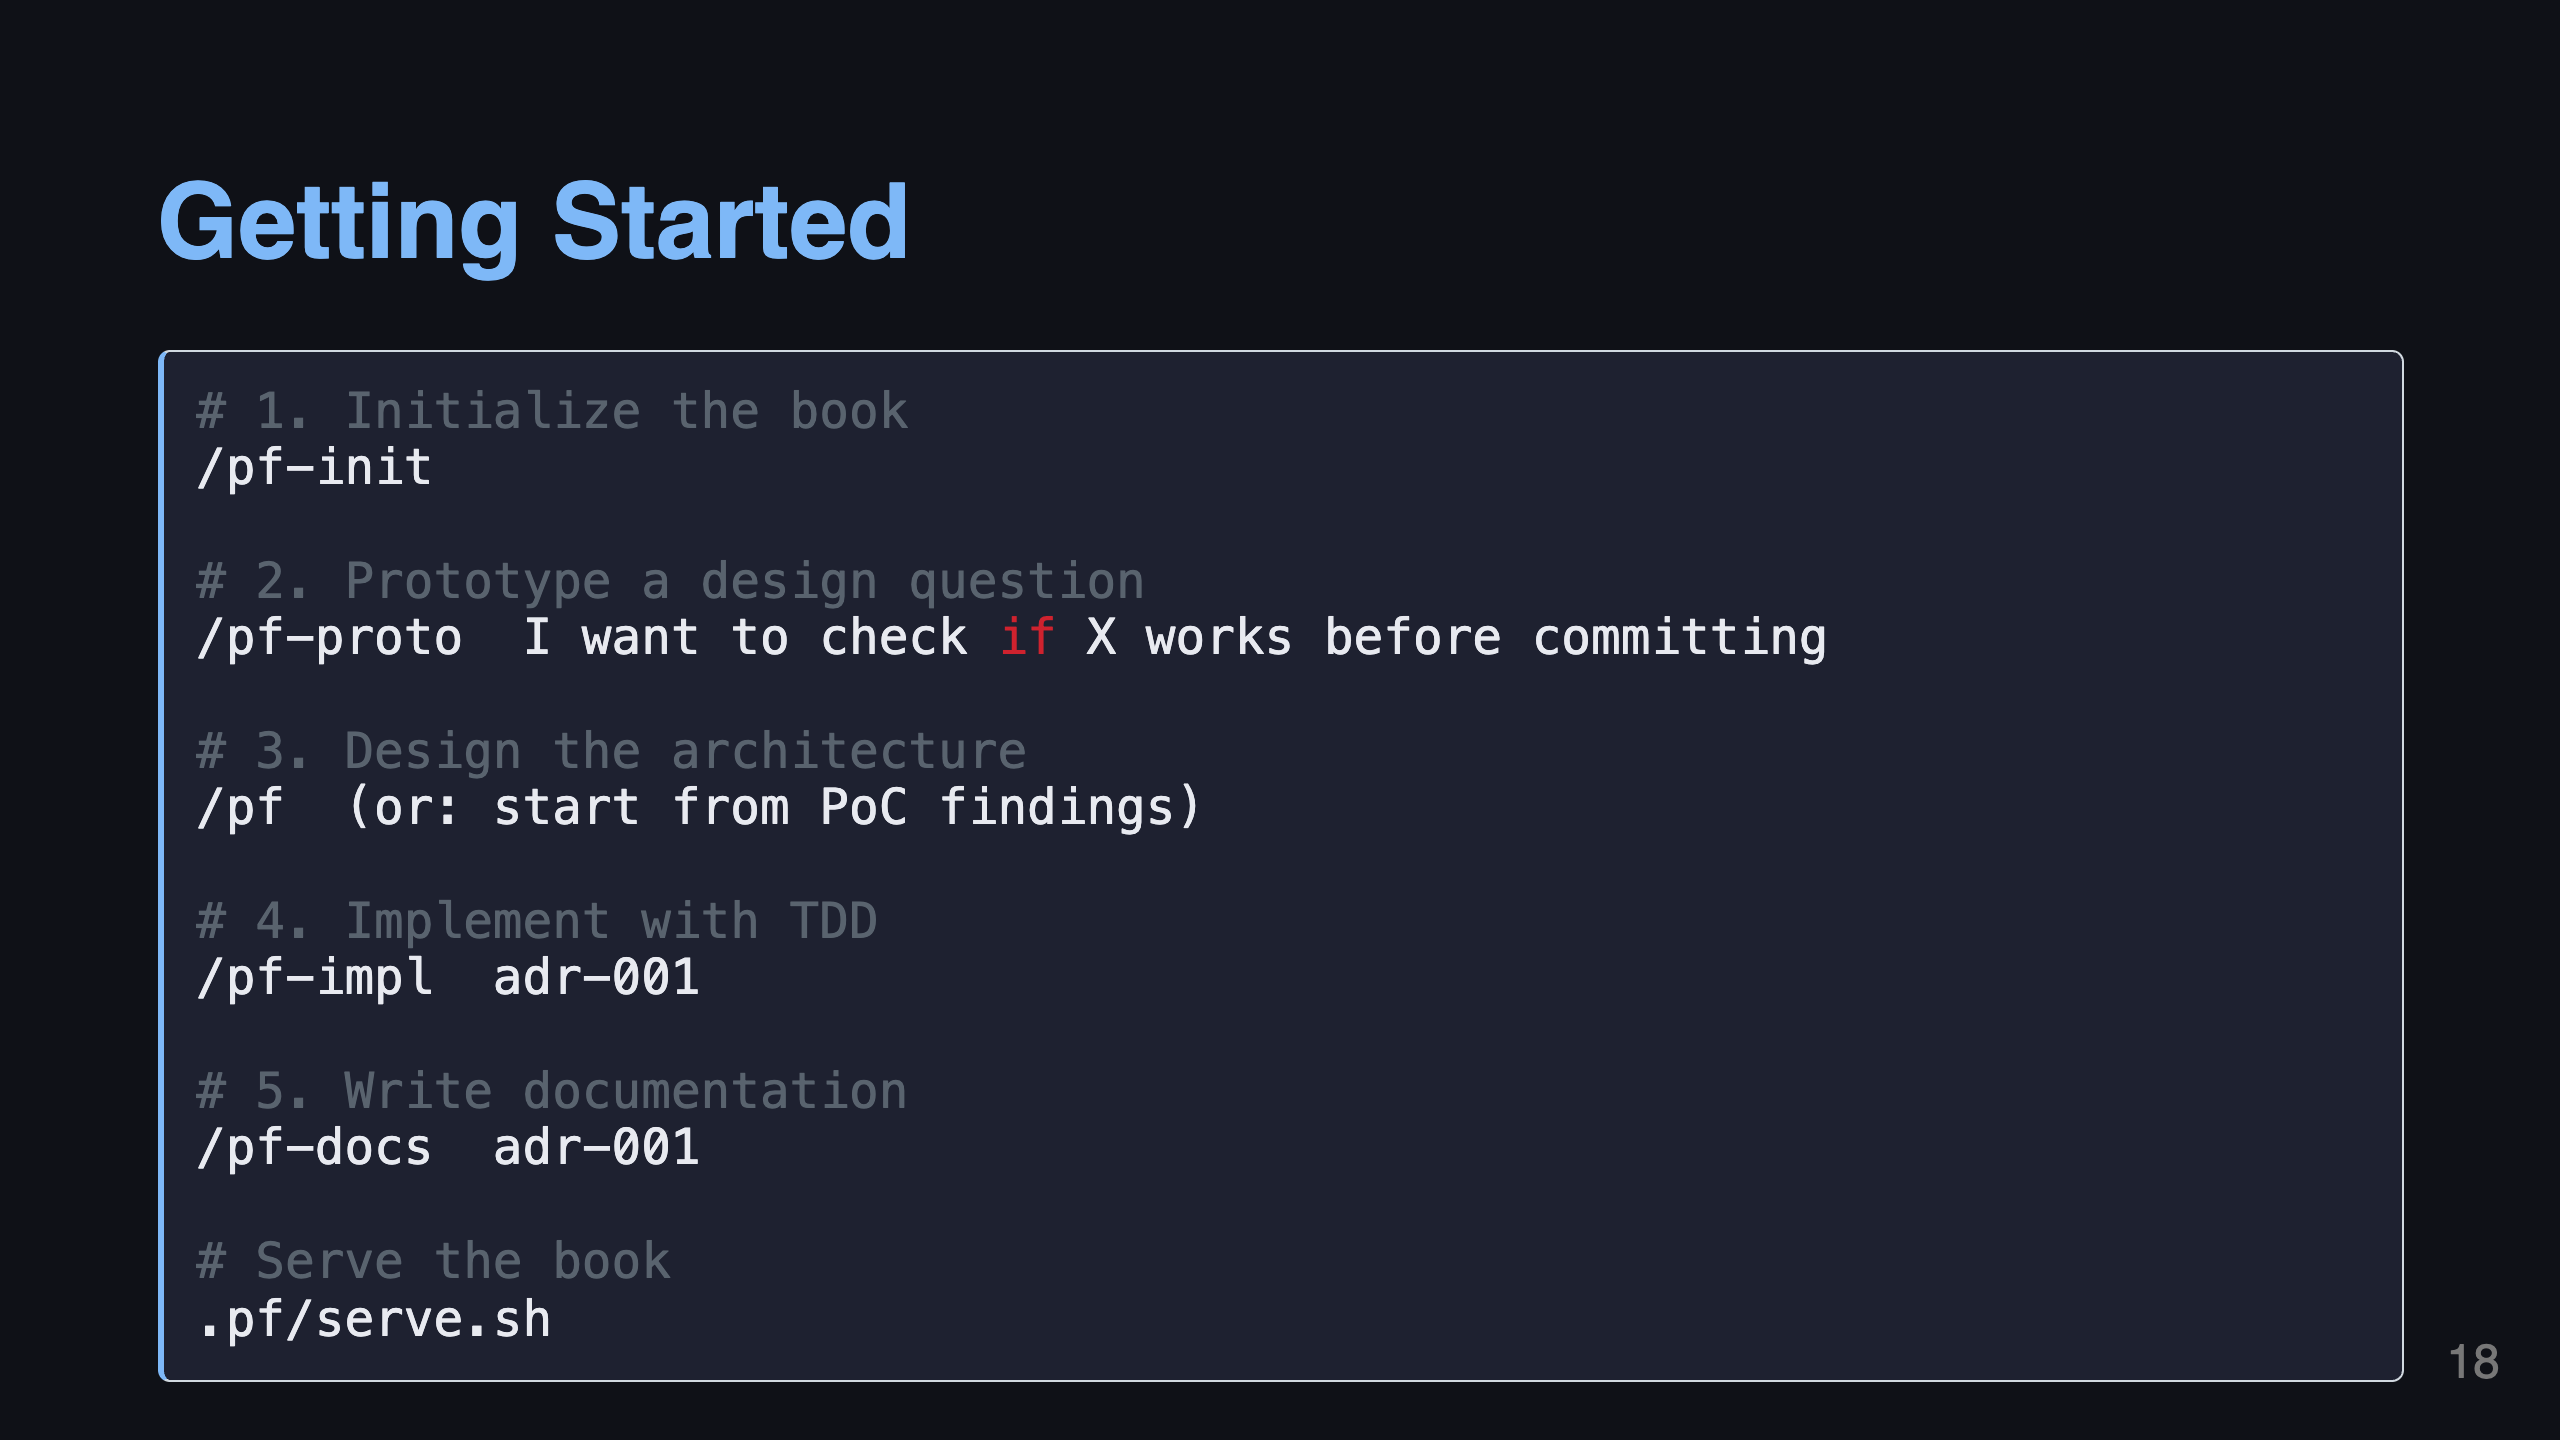 Getting Started
# 1. Initialize the book
/pf-init
# 2. Prototype a design question
/pf-proto  I want to check if X works before committing
# 3. Design the architecture
/pf  (or: start from PoC findings)
# 4. Implement with TDD
/pf-impl  adr-001
# 5. Write documentation
/pf-docs  adr-001
# Serve the book
.pf/serve.sh
18